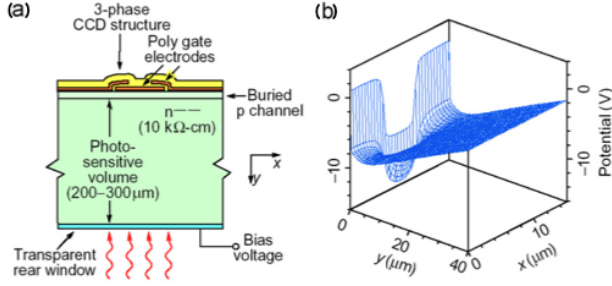 (a)
3-phase
CCD structure
Poly gate
electrodes
Buried
p channel
n−−
(10 kΩ-cm)
Photo-
sensitive
volume
(200–300μm)
x
y
Transparent
rear window
Bias
voltage
(b)
0
−5
−10
0
20
40
y (μm)
0
10
x (μm)
0
−10
Potential (V)